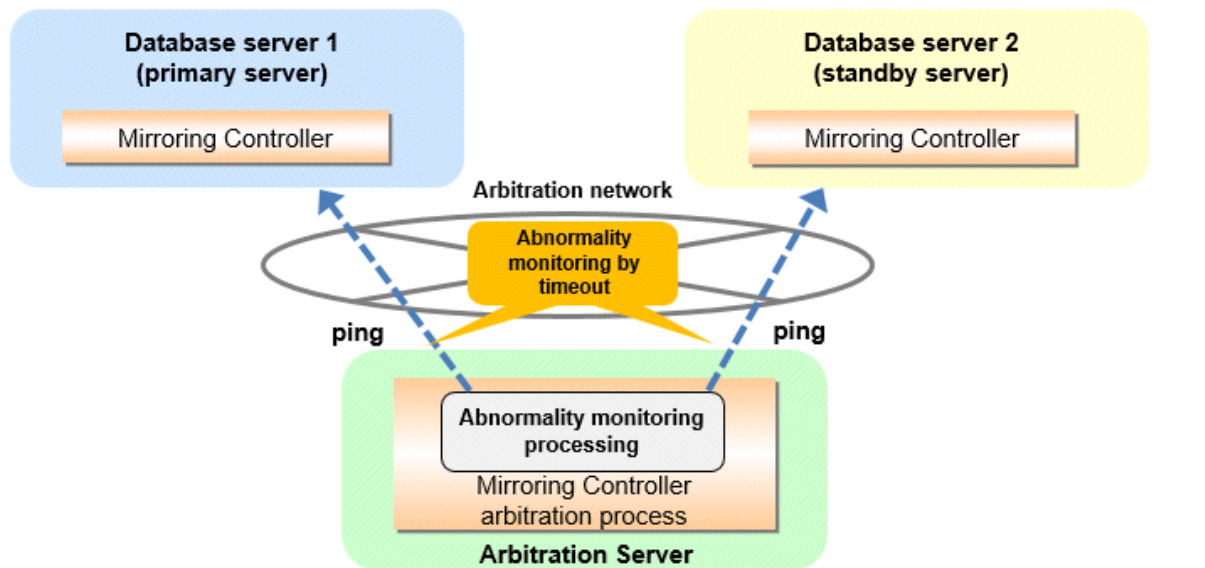 Database server 1
(primary server)
Mirroring Controller
Database server 2
(standby server)
Mirroring Controller
Arbitration network
Abnormality
monitoring by
timeout
ping
ping
Abnormality monitoring
processing
Mirroring Controller
arbitration process
Arbitration Server